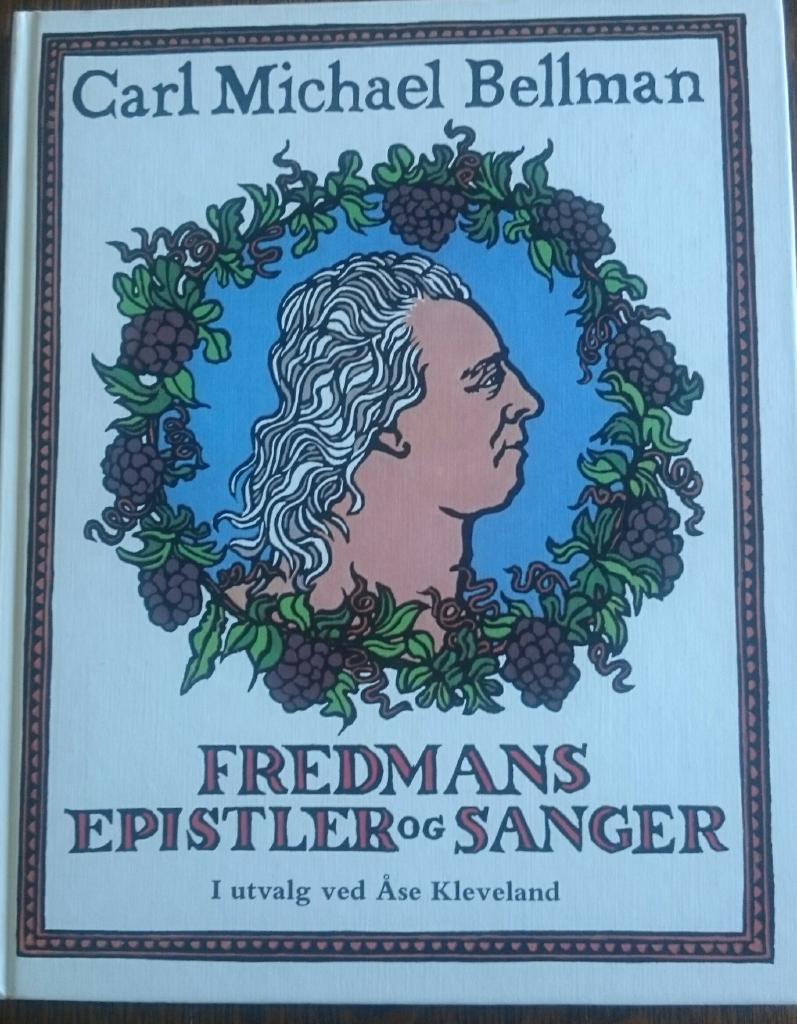 Carl Michael Bellman
FREDMANS
EPISTLER OG SANGER
I utvalg ved Åse Kleveland